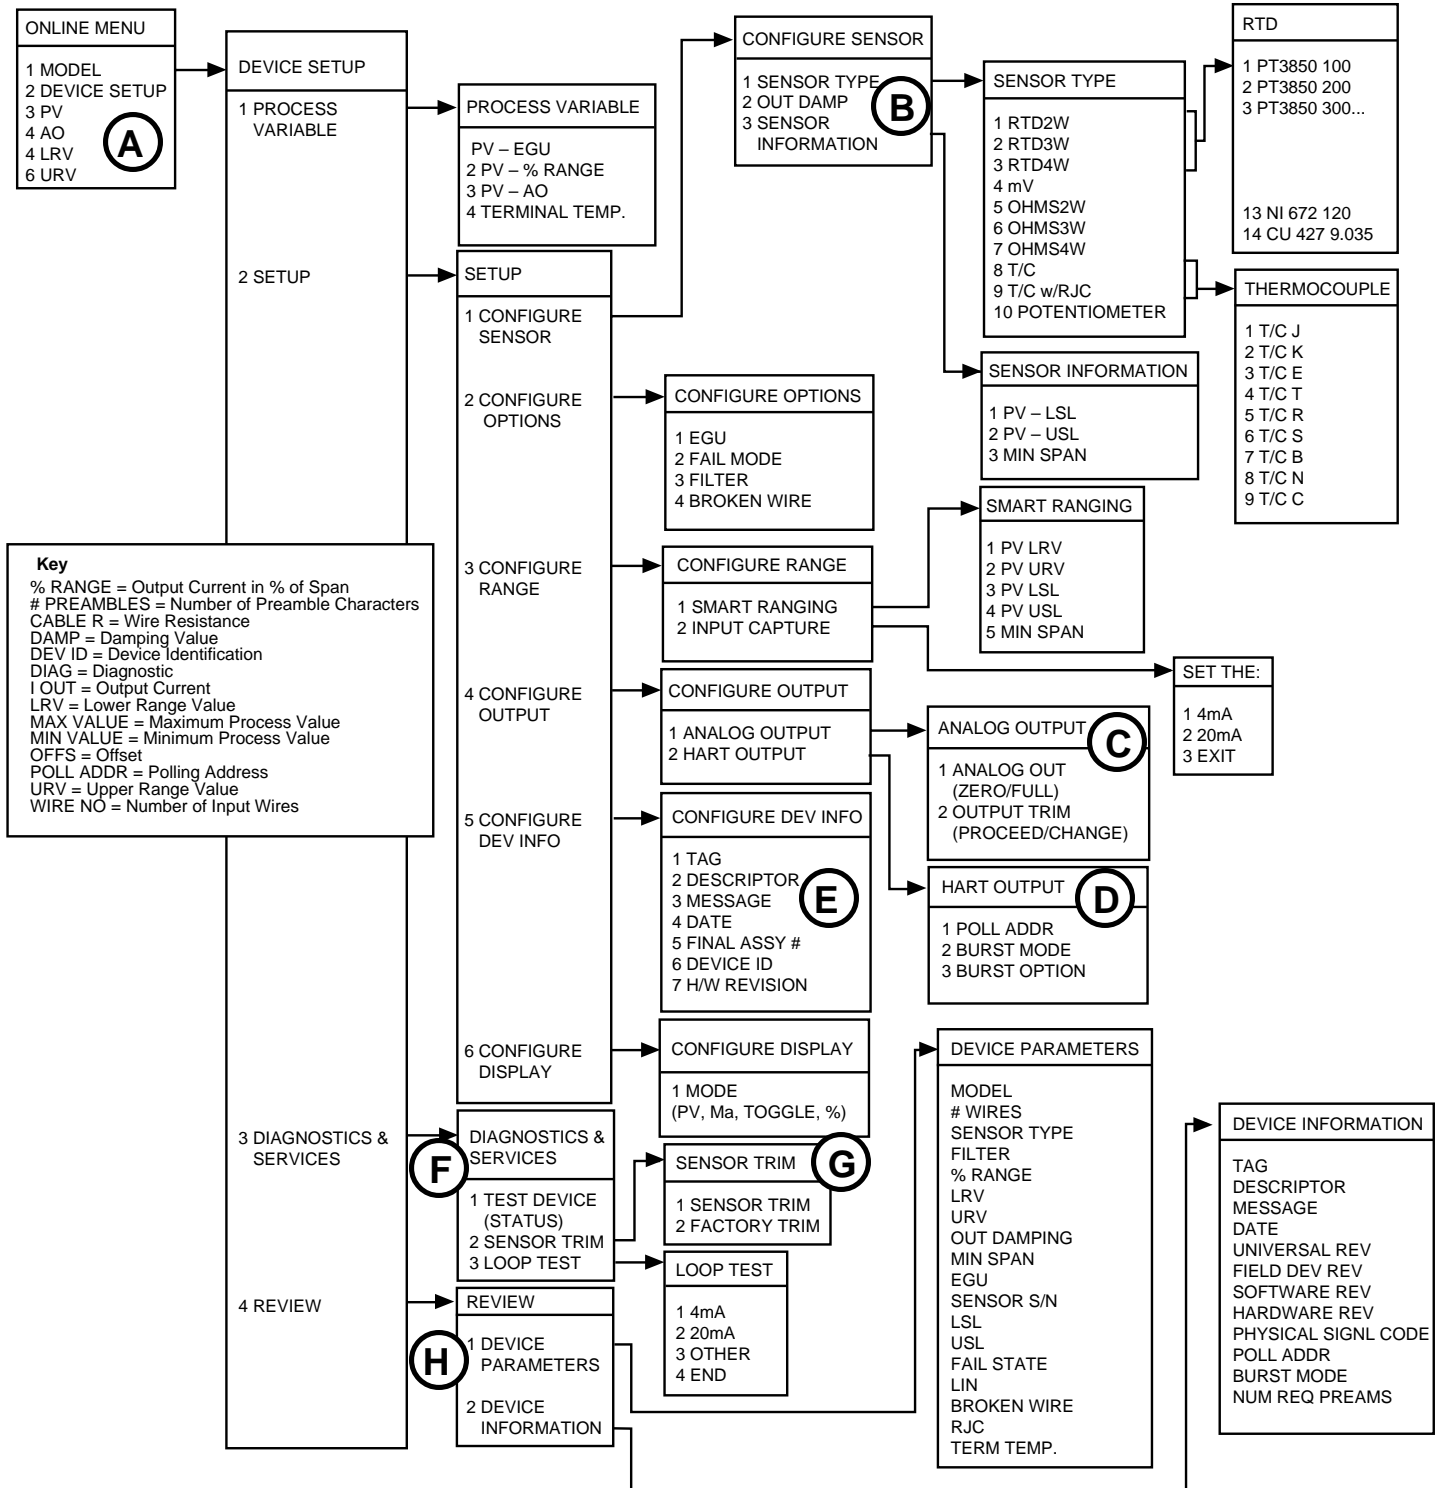 ONLINE MENU
1 MODEL
2 DEVICE SETUP
3 PV
4 AO
4 LRV
6 URV
A
DEVICE SETUP
1 PROCESS
VARIABLE
2 SETUP
3 DIAGNOSTICS &
SERVICES
4 REVIEW
PROCESS VARIABLE
PV – EGU
2 PV – % RANGE
3 PV – AO
4 TERMINAL TEMP.
SETUP
1 CONFIGURE
SENSOR
2 CONFIGURE
OPTIONS
3 CONFIGURE
RANGE
4 CONFIGURE
OUTPUT
5 CONFIGURE
DEV INFO
6 CONFIGURE
DISPLAY
CONFIGURE SENSOR
1 SENSOR TYPE
2 OUT DAMP
3 SENSOR
INFORMATION
B
SENSOR TYPE
1 RTD2W
2 RTD3W
3 RTD4W
4 mV
5 OHMS2W
6 OHMS3W
7 OHMS4W
8 T/C
9 T/C w/RJC
10 POTENTIOMETER
RTD
1 PT3850 100
2 PT3850 200
3 PT3850 300...
13 NI 672 120
14 CU 427 9.035
THERMOCOUPLE
1 T/C J
2 T/C K
3 T/C E
4 T/C T
5 T/C R
6 T/C S
7 T/C B
8 T/C N
9 T/C C
SENSOR INFORMATION
1 PV – LSL
2 PV – USL
3 MIN SPAN
CONFIGURE OPTIONS
1 EGU
2 FAIL MODE
3 FILTER
4 BROKEN WIRE
SMART RANGING
1 PV LRV
2 PV URV
3 PV LSL
4 PV USL
5 MIN SPAN
CONFIGURE RANGE
1 SMART RANGING
2 INPUT CAPTURE
SET THE:
1 4mA
2 20mA
3 EXIT
Key
% RANGE = Output Current in % of Span
# PREAMBLES = Number of Preamble Characters
CABLE R = Wire Resistance
DAMP = Damping Value
DEV ID = Device Identification
DIAG = Diagnostic
I OUT = Output Current
LRV = Lower Range Value
MAX VALUE = Maximum Process Value
MIN VALUE = Minimum Process Value
OFFS = Offset
POLL ADDR = Polling Address
URV = Upper Range Value
WIRE NO = Number of Input Wires
CONFIGURE OUTPUT
1 ANALOG OUTPUT
2 HART OUTPUT
ANALOG OUTPUT
C
1 ANALOG OUT
(ZERO/FULL)
2 OUTPUT TRIM
(PROCEED/CHANGE)
HART OUTPUT
D
1 POLL ADDR
2 BURST MODE
3 BURST OPTION
CONFIGURE DEV INFO
1 TAG
2 DESCRIPTOR
3 MESSAGE
4 DATE
5 FINAL ASSY #
6 DEVICE ID
7 H/W REVISION
E
CONFIGURE DISPLAY
1 MODE
(PV, Ma, TOGGLE, %)
F
DIAGNOSTICS &
SERVICES
1 TEST DEVICE
(STATUS)
2 SENSOR TRIM
3 LOOP TEST
SENSOR TRIM
G
1 SENSOR TRIM
2 FACTORY TRIM
LOOP TEST
1 4mA
2 20mA
3 OTHER
4 END
REVIEW
H
1 DEVICE
PARAMETERS
2 DEVICE
INFORMATION
DEVICE PARAMETERS
MODEL
# WIRES
SENSOR TYPE
FILTER
% RANGE
LRV
URV
OUT DAMPING
MIN SPAN
EGU
SENSOR S/N
LSL
USL
FAIL STATE
LIN
BROKEN WIRE
RJC
TERM TEMP.
DEVICE INFORMATION
TAG
DESCRIPTOR
MESSAGE
DATE
UNIVERSAL REV
FIELD DEV REV
SOFTWARE REV
HARDWARE REV
PHYSICAL SIGNL CODE
POLL ADDR
BURST MODE
NUM REQ PREAMS